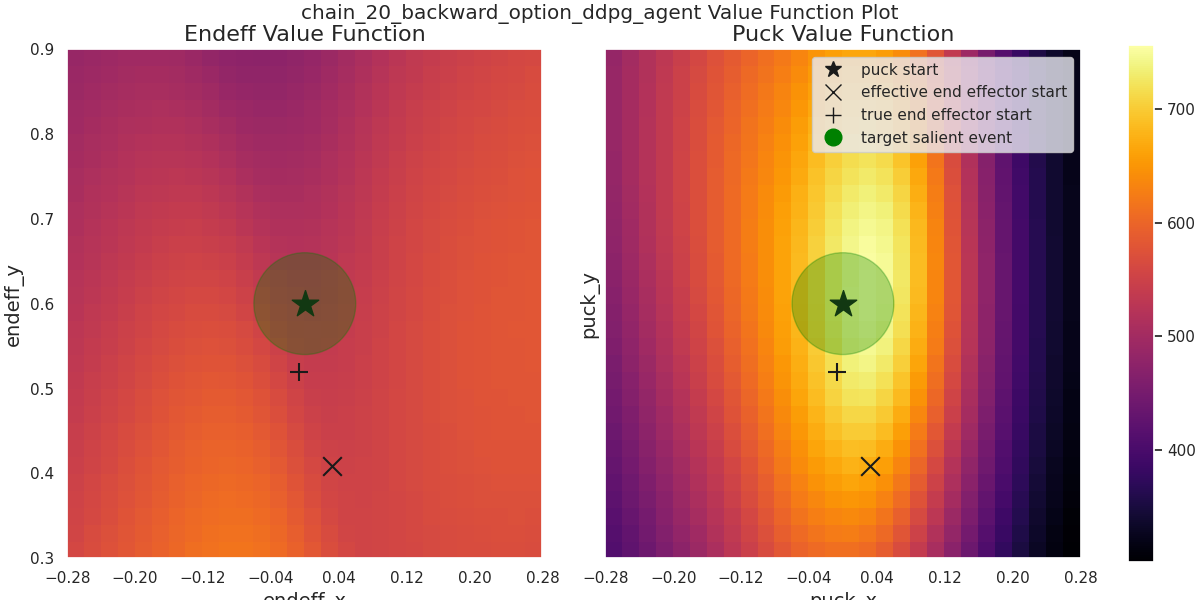 chain_20_backward_option_ddpg_agent Value Function Plot
Endeff Value Function
Puck Value Function
puck start
effective end effector start
true end effector start
target salient event
endeff_y
0.9
0.8
0.7
0.6
0.5
0.4
0.3
−0.28 −0.20 −0.12 −0.04 0.04 0.12 0.20 0.28
endeff_x
puck_y
−0.28 −0.20 −0.12 −0.04 0.04 0.12 0.20 0.28
puck_x
700
600
500
400